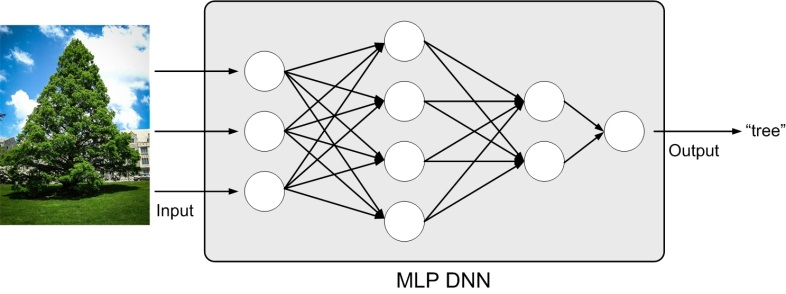 Input
Output
“tree”
MLP DNN